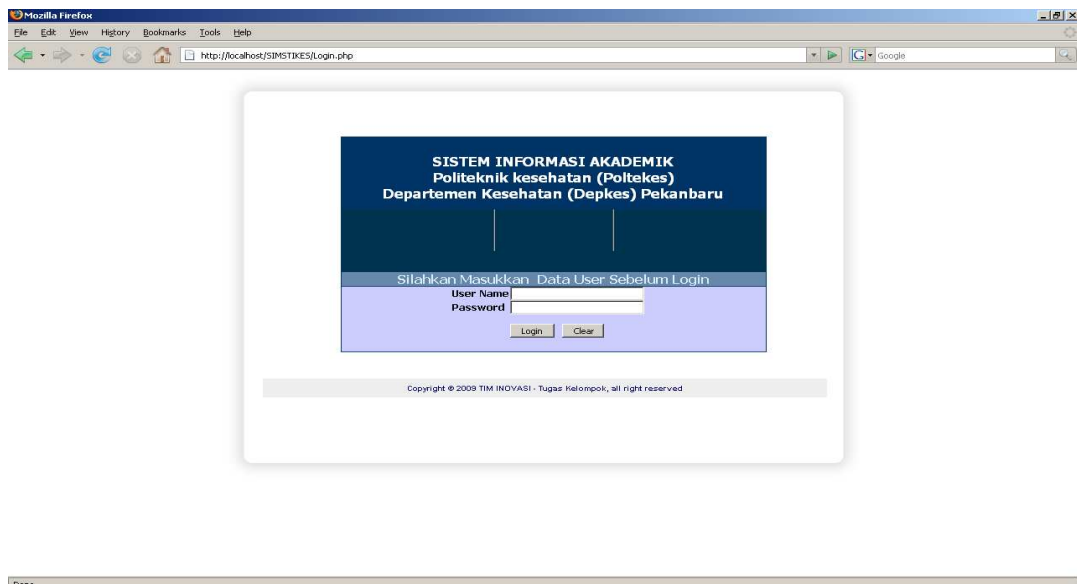 Mozilla Firefox
File Edit View History Bookmarks Tools Help
http://localhost/SIMSTIKES/Login.php
G Google
SISTEM INFORMASI AKADEMIK
Politeknik kesehatan (Poltekes)
Departemen Kesehatan (Depkes) Pekanbaru
Silahkan Masukkan Data User Sebelum Login
User Name
Password
Login Clear
Copyright © 2009 TIM INOVASI - Tugas Kelompok, all right reserved
Done